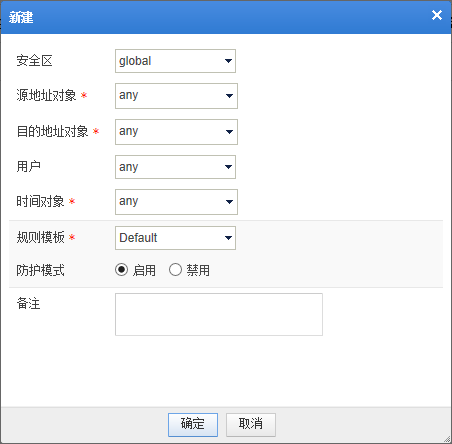 新建
安全区 global
源地址对象 * any
目的地址对象 * any
用户 any
时间对象 * any
规则模板 * Default
防护模式 启用 禁用
备注
确定 取消